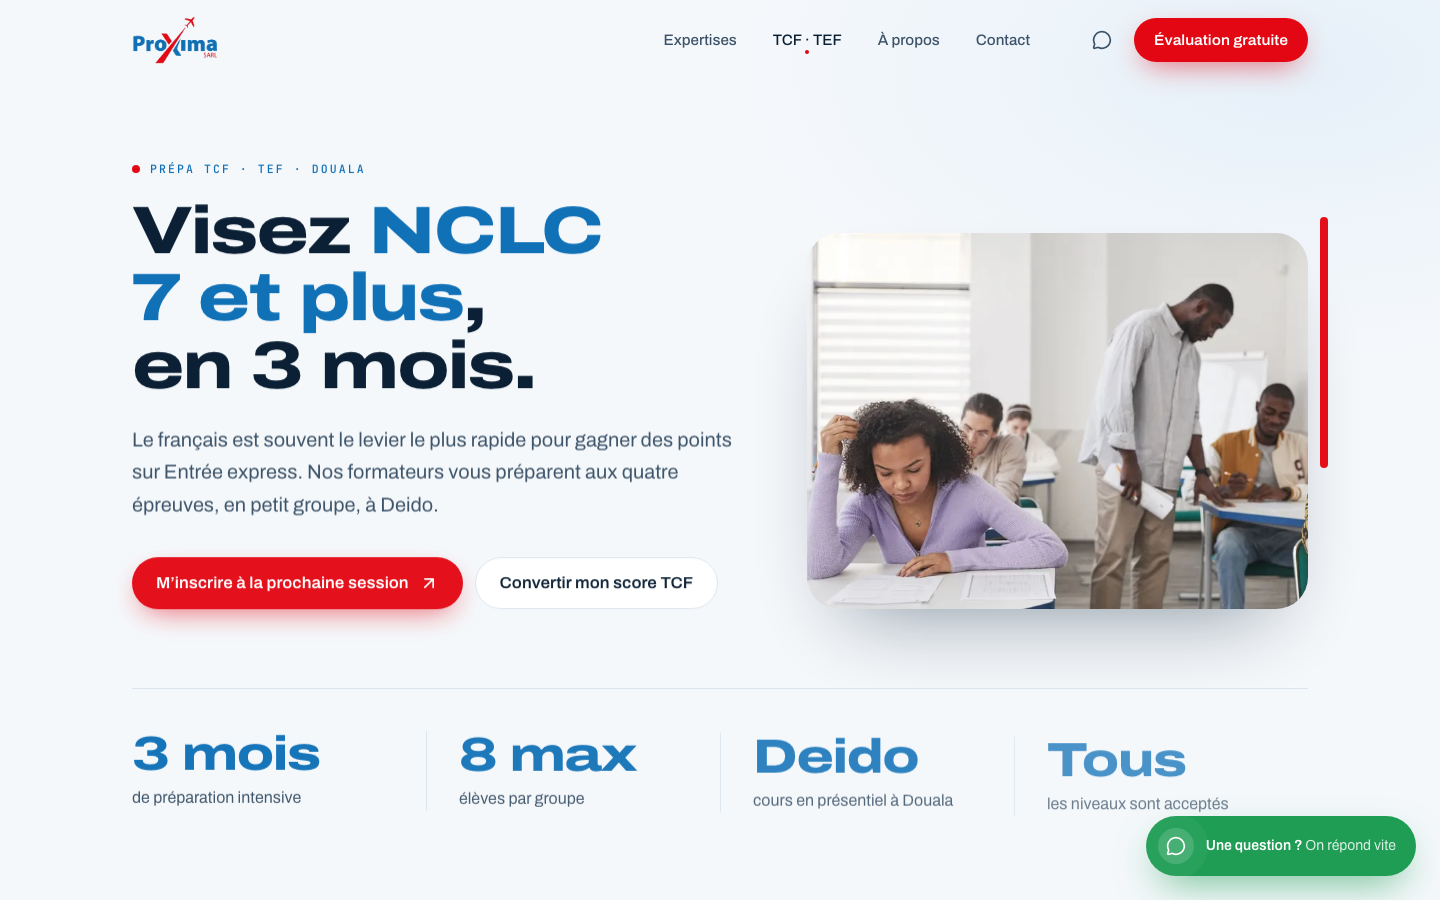 Proxima
SARL
Expertises
TCF · TEF
À propos
Contact
Évaluation gratuite
PRÉPA TCF · TEF · DOUALA
Visez NCLC
7 et plus,
en 3 mois.
Le français est souvent le levier le plus rapide pour gagner des points
sur Entrée express. Nos formateurs vous préparent aux quatre
épreuves, en petit groupe, à Deido.
M’inscrire à la prochaine session
Convertir mon score TCF
3 mois
de préparation intensive
8 max
élèves par groupe
Deido
cours en présentiel à Douala
Tous
les niveaux sont acceptés
Une question ? On répond vite